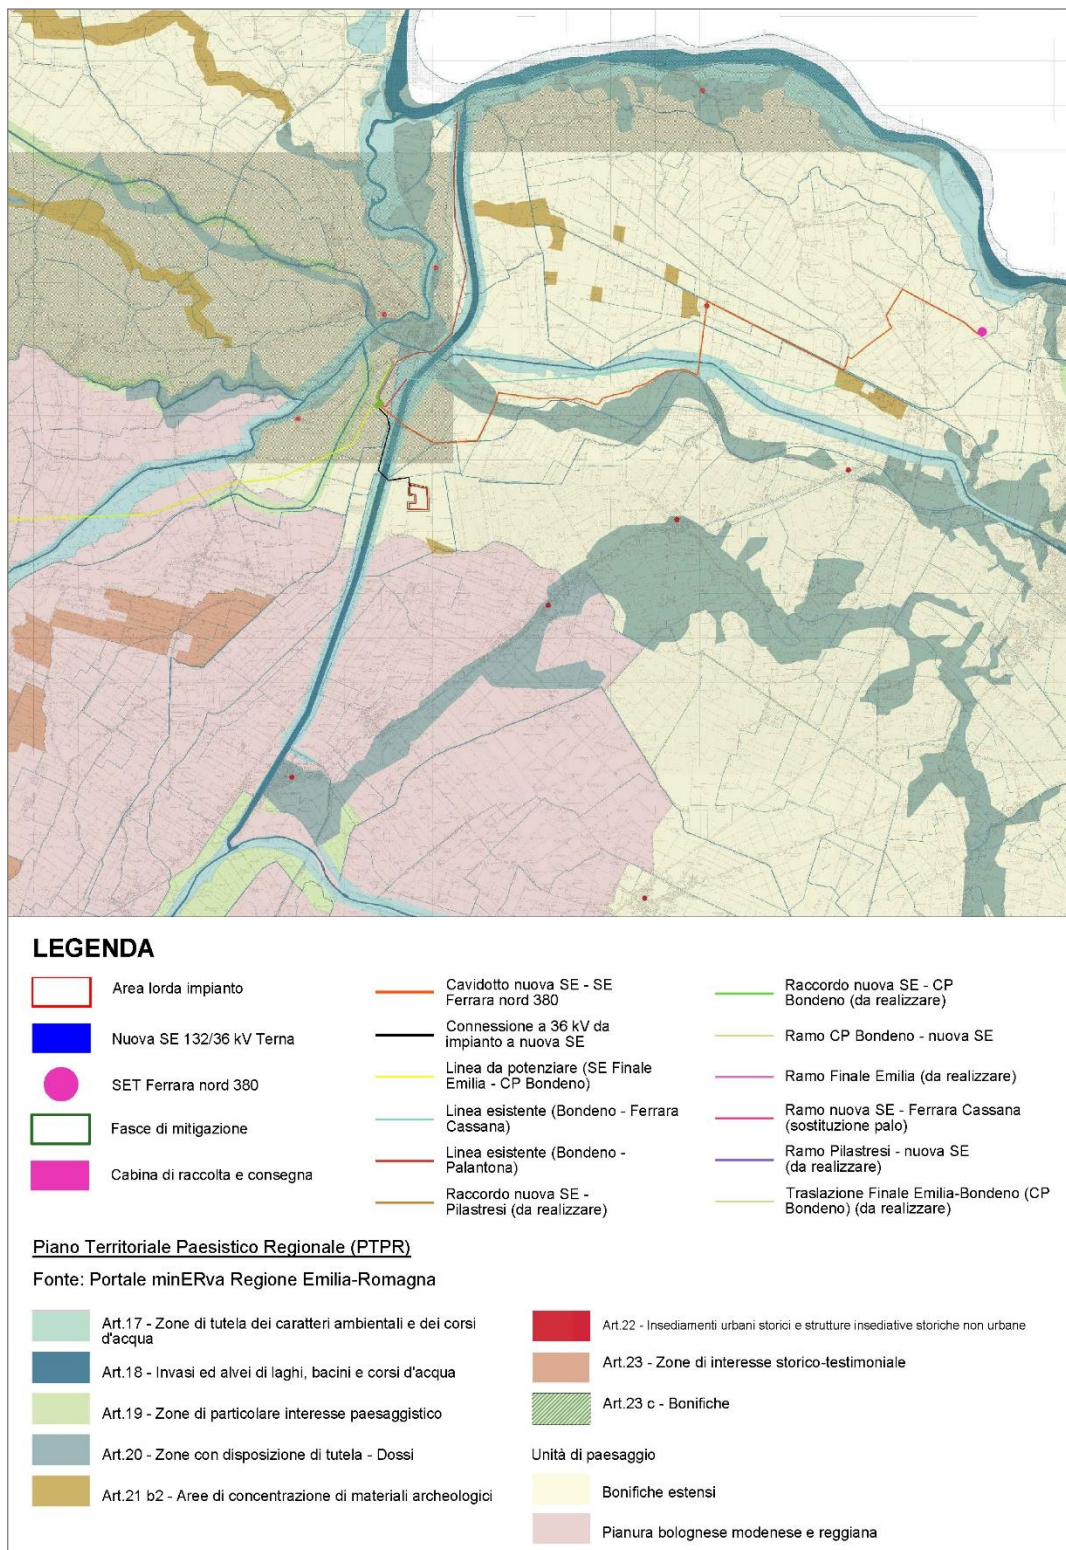 LEGENDA
Area lorda impianto
Nuova SE 132/36 kV Terna
SET Ferrara nord 380
Fasce di mitigazione
Cabina di raccolta e consegna
Cavidotto nuova SE - SE
Ferrara nord 380
Connessione a 36 kV da
impianto a nuova SE
Linea da potenziare (SE Finale
Emilia - CP Bondeno)
Linea esistente (Bondeno - Ferrara
Cassana)
Linea esistente (Bondeno -
Palantona)
Raccordo nuova SE -
Pilastresi (da realizzare)
Raccordo nuova SE - CP
Bondeno (da realizzare)
Ramo CP Bondeno - nuova SE
Ramo Finale Emilia (da realizzare)
Ramo nuova SE - Ferrara Cassana
(sostituzione palo)
Ramo Pilastresi - nuova SE
(da realizzare)
Traslazione Finale Emilia-Bondeno (CP
Bondeno) (da realizzare)
Piano Territoriale Paesistico Regionale (PTPR)
Fonte: Portale minERva Regione Emilia-Romagna
Art.17 - Zone di tutela dei caratteri ambientali e dei corsi
d'acqua
Art.18 - Invasi ed alvei di laghi, bacini e corsi d'acqua
Art.19 - Zone di particolare interesse paesaggistico
Art.20 - Zone con disposizione di tutela - Dossi
Art.21 b2 - Aree di concentrazione di materiali archeologici
Art.22 - Insediamenti urbani storici e strutture insediative storiche non urbane
Art.23 - Zone di interesse storico-testimoniale
Art.23 c - Bonifiche
Unità di paesaggio
Bonifiche estensi
Pianura bolognese modenese e reggiana